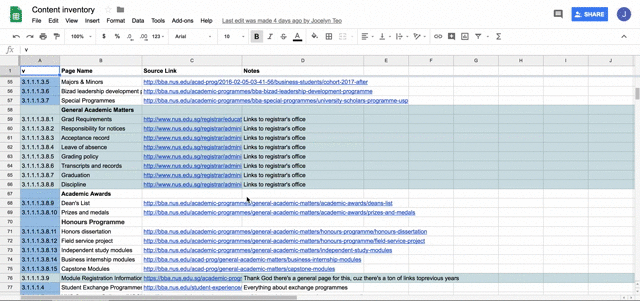 Content inventory
File Edit View Insert Format Data Tools Add-ons Help Last edit was made 4 days ago by Jocelyn Teo
SHARE
J
100% $ % .0 .00 123 Arial 10 B I S A
fx v
A B C D E F G H I J
1 v Page Name Source Link Notes
55 3.1.1.1.3.5 Majors & Minors http://bba.nus.edu/acad-prog/2016-02-05-03-41-56/business-students/cohort-2017-after
56 3.1.1.1.3.6 Bizad leadership development http://bba.nus.edu/academic-programmes/bba-bizad-leadership-development-programme
57 3.1.1.1.3.7 Special Programmes http://bba.nus.edu/academic-programmes/bba-special-programmes/university-scholars-programme-usp
58 General Academic Matters
59 3.1.1.1.3.8.1 Grad Requirements http://www.nus.edu.sg/registrar/educat Links to registrar's office
60 3.1.1.1.3.8.2 Responsibility for notices http://www.nus.edu.sg/registrar/admini Links to registrar's office
61 3.1.1.1.3.8.3 Acceptance record http://www.nus.edu.sg/registrar/admini Links to registrar's office
62 3.1.1.1.3.8.4 Leave of absence http://www.nus.edu.sg/registrar/admini Links to registrar's office
63 3.1.1.1.3.8.5 Grading policy http://www.nus.edu.sg/registrar/admini Links to registrar's office
64 3.1.1.1.3.8.6 Transcripts and records http://www.nus.edu.sg/registrar/admini Links to registrar's office
65 3.1.1.1.3.8.7 Graduation http://www.nus.edu.sg/registrar/admini Links to registrar's office
66 3.1.1.1.3.8.8 Discipline http://www.nus.edu.sg/registrar/admini Links to registrar's office
67 Academic Awards
68 3.1.1.1.3.8.9 Dean's List http://bba.nus.edu/academic-programmes/general-academic-matters/academic-awards/deans-list
69 3.1.1.1.3.8.10 Prizes and medals http://bba.nus.edu/academic-programmes/general-academic-matters/academic-awards/prizes-and-medals
70 Honours Programme
71 3.1.1.1.3.8.11 Honors dissertation http://bba.nus.edu/academic-programmes/general-academic-matters/honours-programme/honours-dissertation
72 3.1.1.1.3.8.12 Field service project http://bba.nus.edu/academic-programmes/general-academic-matters/honours-programme/field-service-project
73 3.1.1.1.3.8.13 Independent study modules http://bba.nus.edu/academic-programmes/general-academic-matters/independent-study-modules
74 3.1.1.1.3.8.14 Business internship modules http://bba.nus.edu/acad-prog/general-academic-matters/business-internship-modules
75 3.1.1.1.3.8.15 Capstone Modules http://bba.nus.edu/acad-prog/general-academic-matters/capstone-modules
76 3.1.1.1.3.9 Module Registration Information https://bba.nus.edu.sg/academic-progr Thank God there's a general page for this, cuz there's a ton of links toprevious years
77 3.1.1.1.4 Student Exchange Programmes http://bba.nus.edu/student-experience/ Everything about exchange programmes